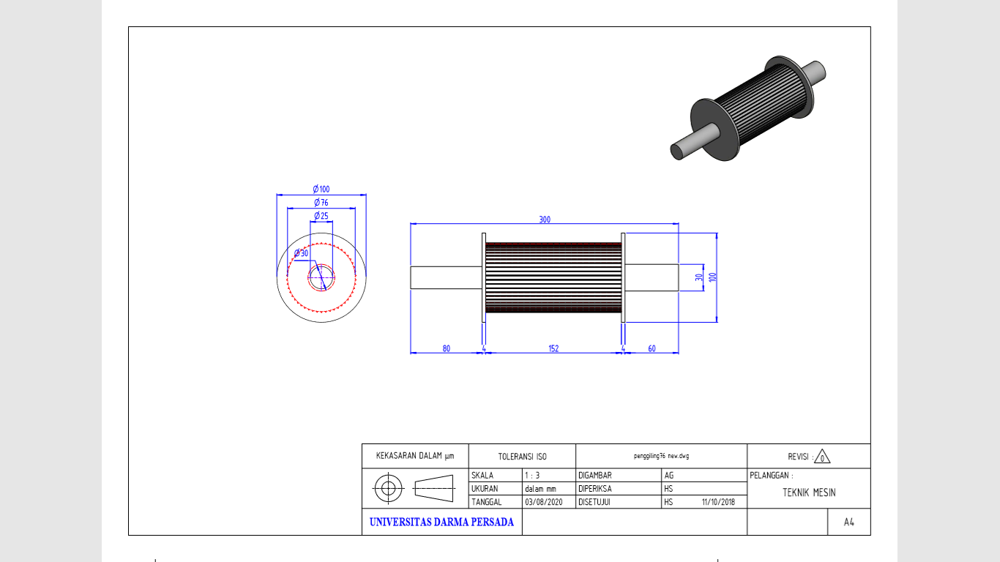 Ø100
Ø76
Ø25
Ø30
300
30
100
80
4
152
4
60
KEKASARAN DALAM µm
TOLERANSI ISO
penggiling76 new.dwg
REVISI : 0
SKALA 1 : 3 DIGAMBAR AG
PELANGGAN :
UKURAN dalam mm DIPERIKSA HS
TEKNIK MESIN
TANGGAL 03/08/2020 DISETUJUI HS 11/10/2018
UNIVERSITAS DARMA PERSADA
A4